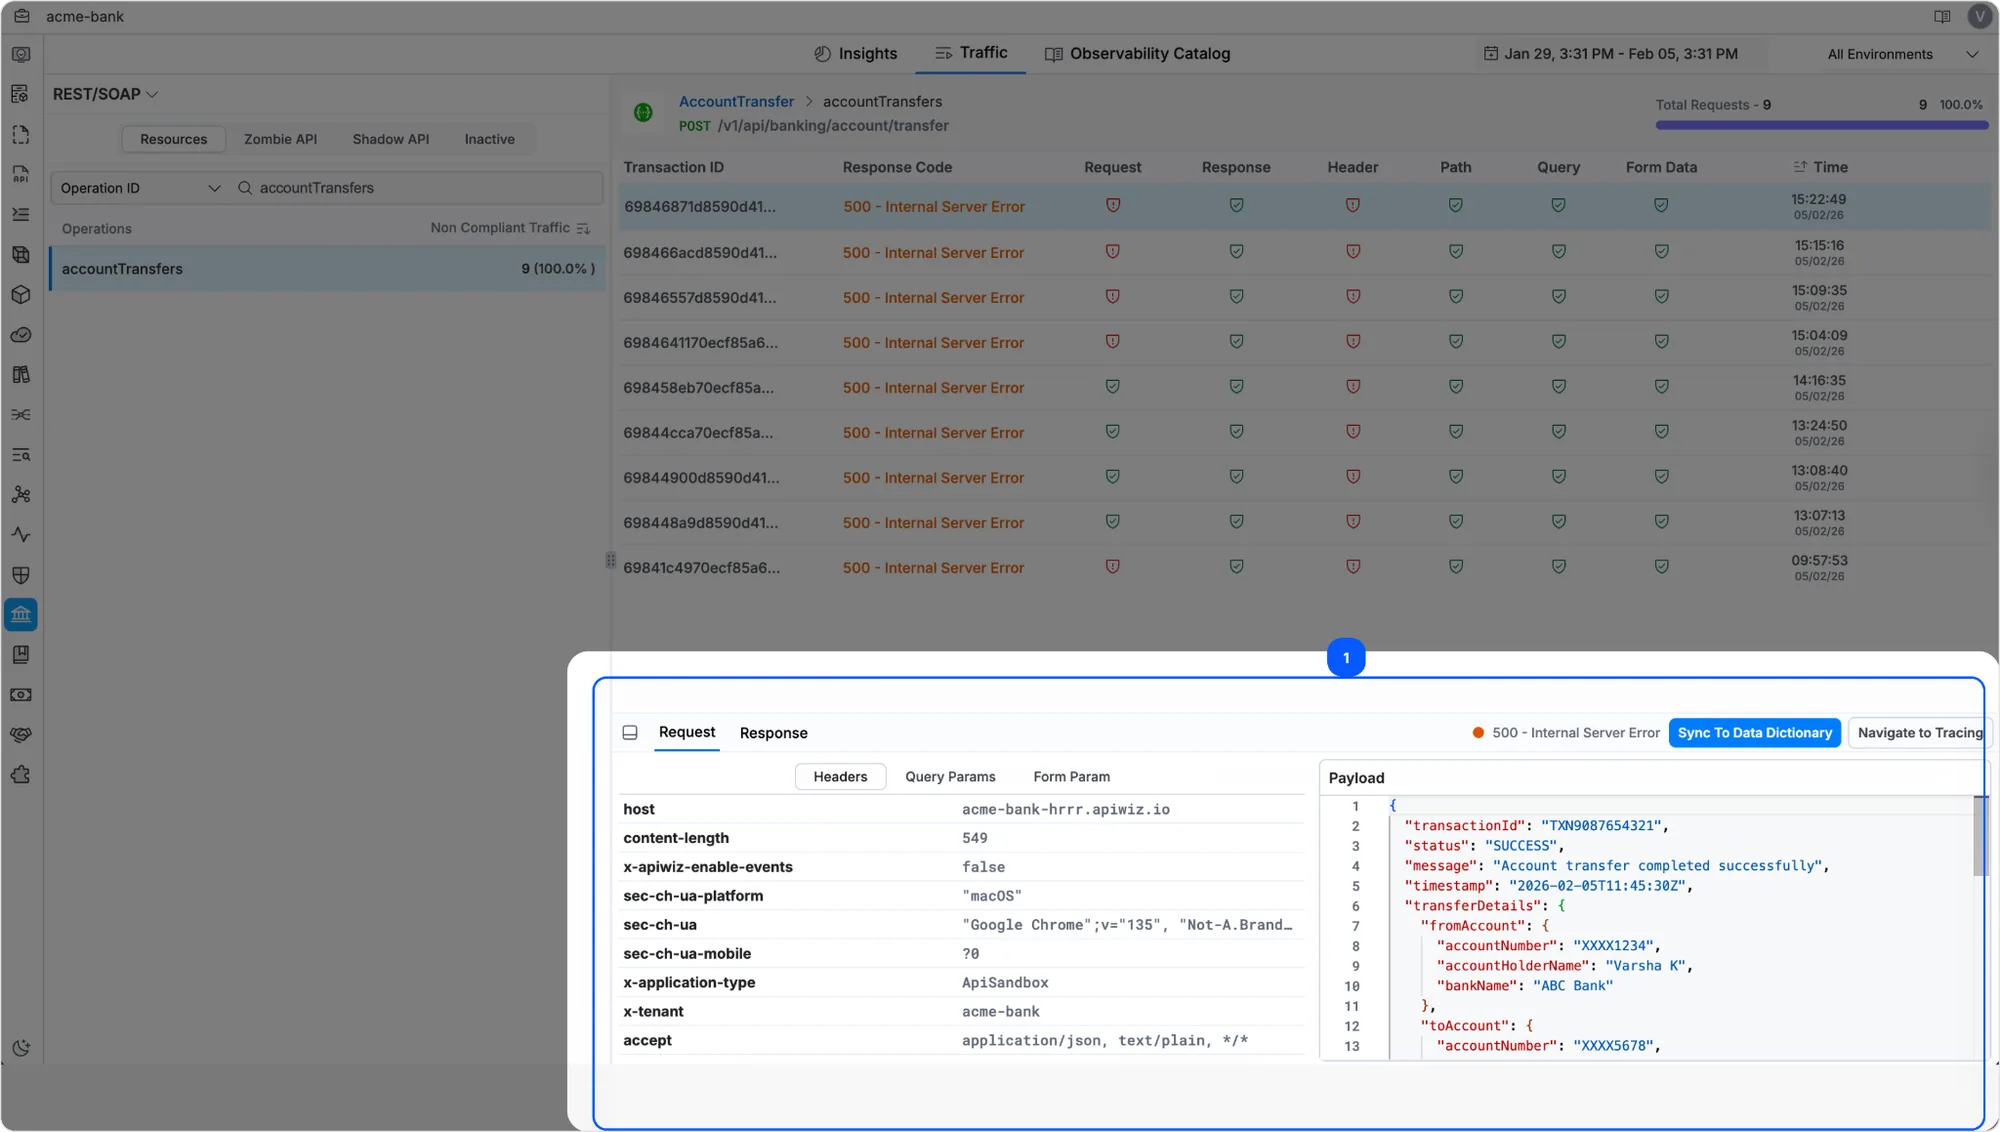 acme-bank
V
Insights
Traffic
Observability Catalog
Jan 29, 3:31 PM - Feb 05, 3:31 PM
All Environments
REST/SOAP
Resources
Zombie API
Shadow API
Inactive
Operation ID
accountTransfers
Operations
Non Compliant Traffic
accountTransfers
9 (100.0% )
AccountTransfer > accountTransfers
POST /v1/api/banking/account/transfer
Total Requests - 9
9 100.0%
Transaction ID Response Code Request Response Header Path Query Form Data Time
69846871d8590d41... 500 - Internal Server Error 15:22:49
05/02/26
698466acd8590d41... 500 - Internal Server Error 15:15:16
05/02/26
69846557d8590d41... 500 - Internal Server Error 15:09:35
05/02/26
6984641170ecf85a6... 500 - Internal Server Error 15:04:09
05/02/26
698458eb70ecf85a... 500 - Internal Server Error 14:16:35
05/02/26
69844cca70ecf85a... 500 - Internal Server Error 13:24:50
05/02/26
69844900d8590d41... 500 - Internal Server Error 13:08:40
05/02/26
698448a9d8590d41... 500 - Internal Server Error 13:07:13
05/02/26
69841c4970ecf85a6... 500 - Internal Server Error 09:57:53
05/02/26
1
Request
Response
500 - Internal Server Error
Sync To Data Dictionary
Navigate to Tracing
Headers
Query Params
Form Param
host acme-bank-hrrr.apiwiz.io
content-length 549
x-apiwiz-enable-events false
sec-ch-ua-platform "macOS"
sec-ch-ua "Google Chrome";v="135", "Not-A.Brand…
sec-ch-ua-mobile ?0
x-application-type ApiSandbox
x-tenant acme-bank
accept application/json, text/plain, */*
Payload
1 {
2 "transactionId": "TXN9087654321",
3 "status": "SUCCESS",
4 "message": "Account transfer completed successfully",
5 "timestamp": "2026-02-05T11:45:30Z",
6 "transferDetails": {
7 "fromAccount": {
8 "accountNumber": "XXXX1234",
9 "accountHolderName": "Varsha K",
10 "bankName": "ABC Bank"
11 },
12 "toAccount": {
13 "accountNumber": "XXXX5678",